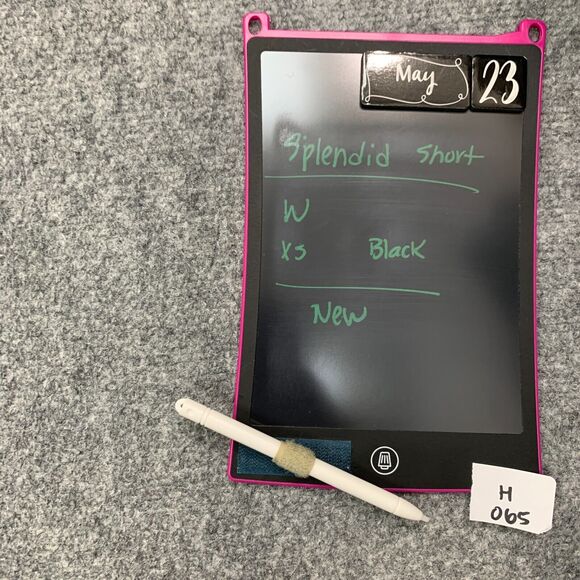 May 23
Splendid Short
W
XS Black
New
H
065